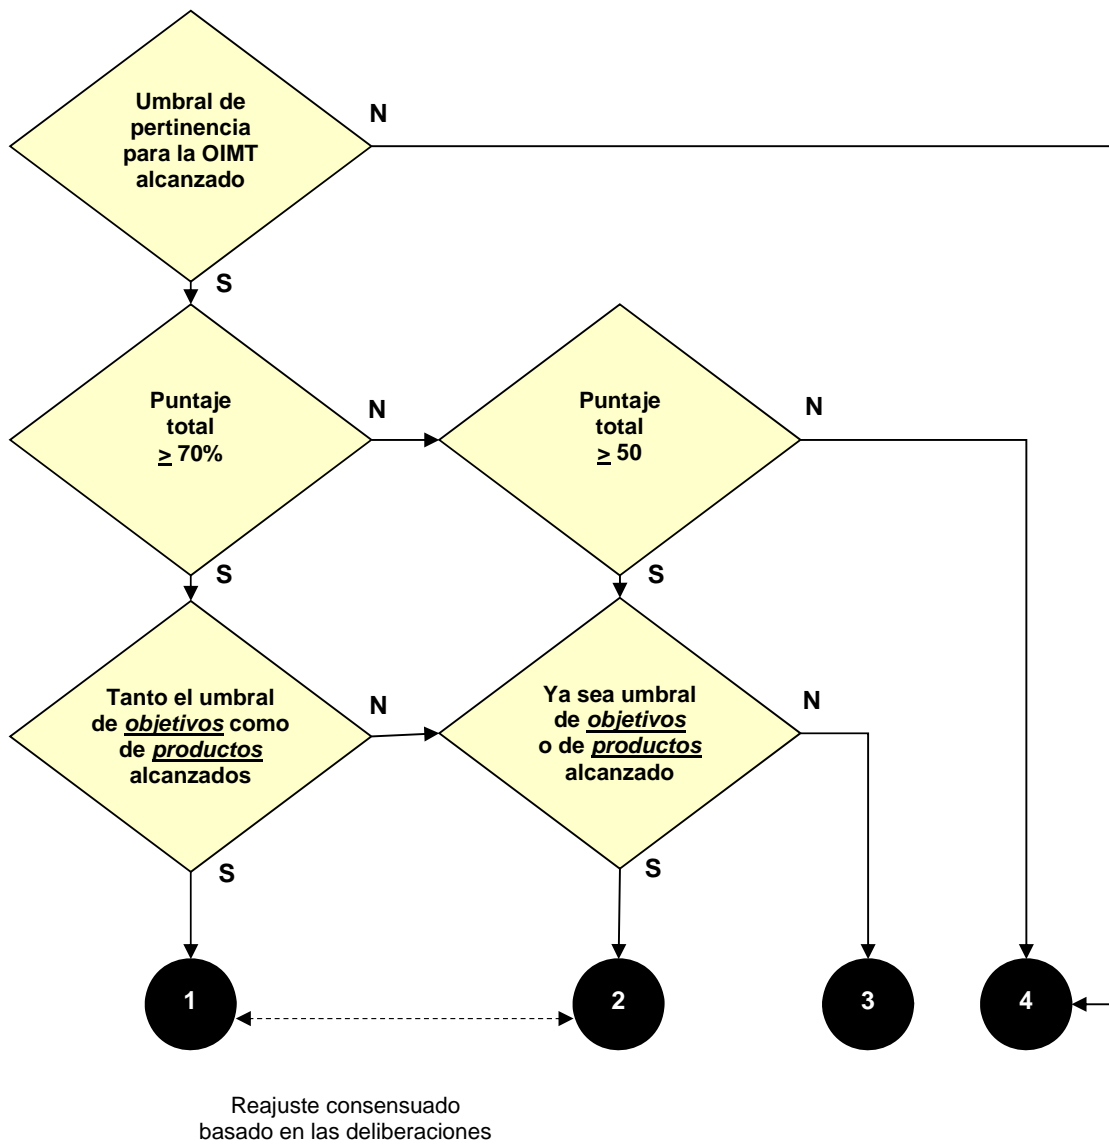 Umbral de
pertinencia
para la OIMT
alcanzado
N
S
Puntaje
total
≥ 70%
N
Puntaje
total
≥ 50
N
S
S
Tanto el umbral
de objetivos como
de productos
alcanzados
N
Ya sea umbral
de objetivos
o de productos
alcanzado
N
S
S
1
2
3
4
Reajuste consensuado
basado en las deliberaciones